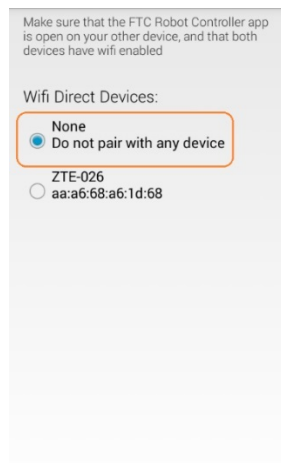 Make sure that the FTC Robot Controller app
is open on your other device, and that both
devices have wifi enabled
Wifi Direct Devices:
None
Do not pair with any device
ZTE-026
aa:a6:68:a6:1d:68